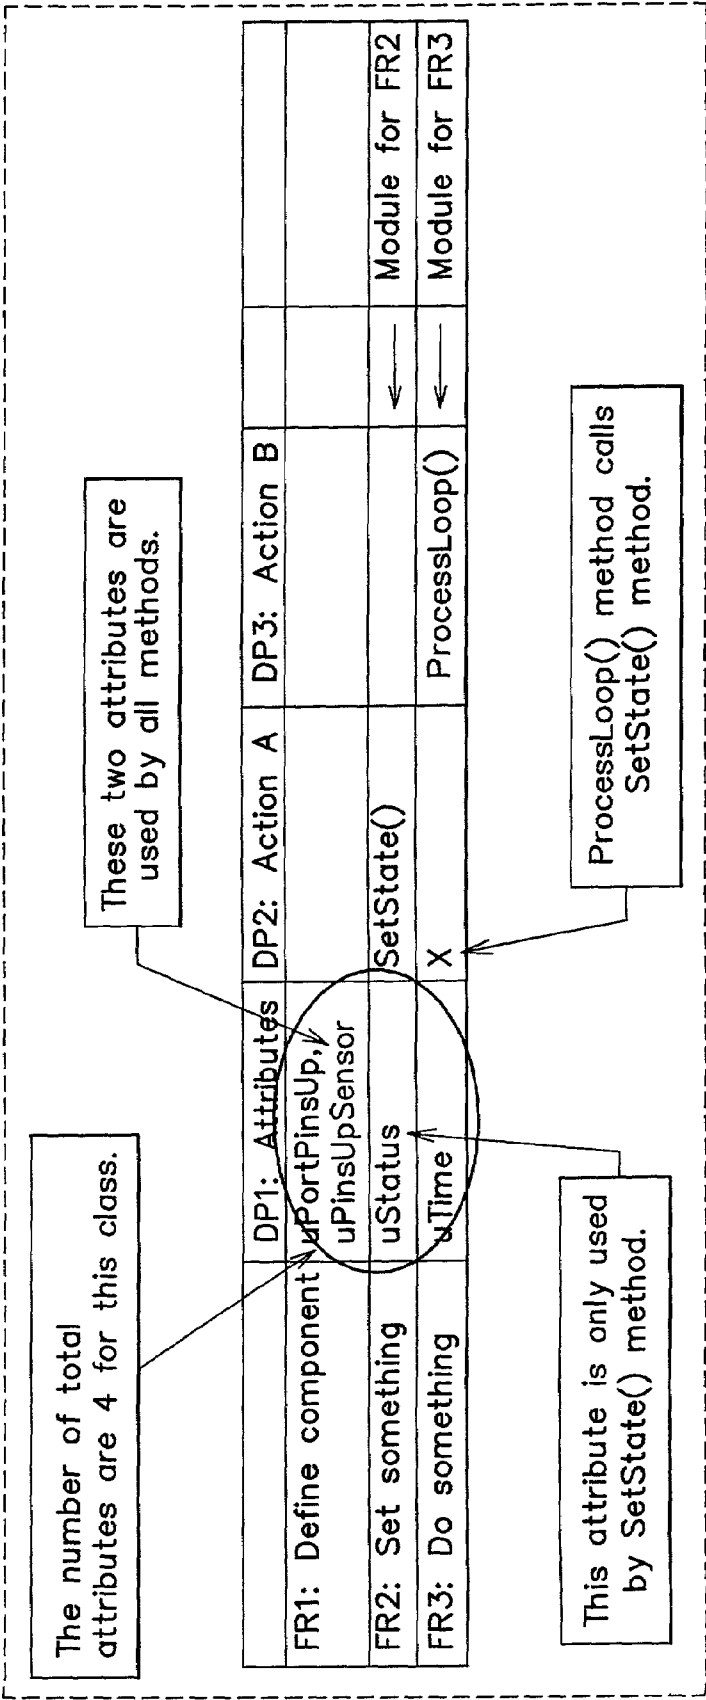 The number of total
attributes are 4 for this class.
These two attributes are
used by all methods.
DP1: Attributes DP2: Action A DP3: Action B
FR1: Define component uPortPinsUp,
uPinsUpSensor
FR2: Set something uStatus SetState() ← Module for FR2
FR3: Do something uTime X ProcessLoop() ← Module for FR3
This attribute is only used
by SetState() method.
ProcessLoop() method calls
SetState() method.